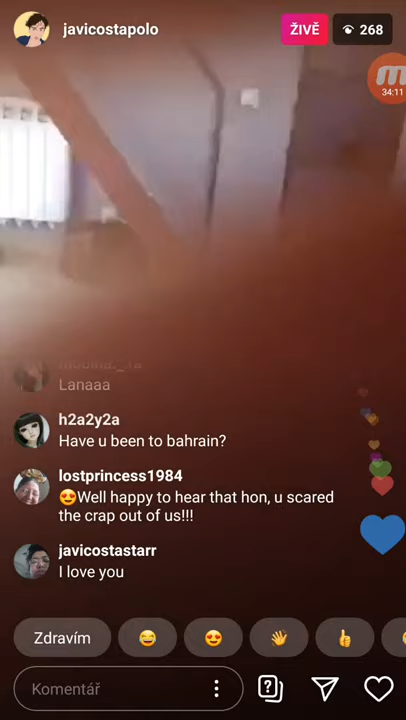 javicostapolo
ŽIVĚ
268
34:11
Lanaaa
h2a2y2a
Have u been to bahrain?
lostprincess1984
😍Well happy to hear that hon, u scared
the crap out of us!!!
javicostastarr
I love you
Zdravím
Komentář